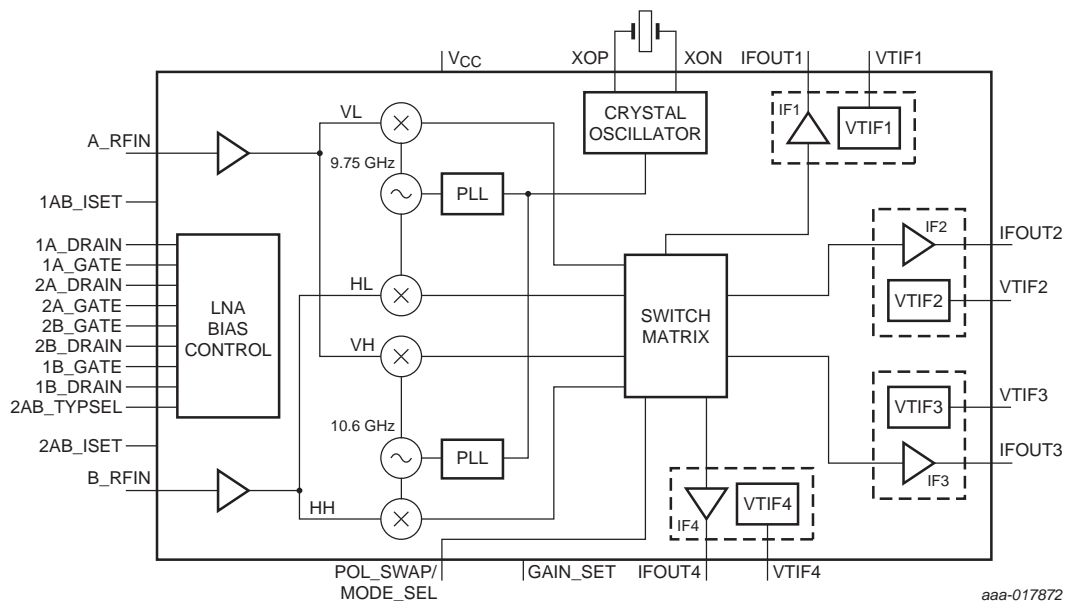 VCC
XOP
XON
IFOUT1
VTIF1
CRYSTAL
OSCILLATOR
IF1
VTIF1
A_RFIN
VL
9.75 GHz
PLL
1AB_ISET
1A_DRAIN
1A_GATE
2A_DRAIN
2A_GATE
2B_GATE
2B_DRAIN
1B_GATE
1B_DRAIN
2AB_TYPSEL
LNA
BIAS
CONTROL
HL
VH
SWITCH
MATRIX
IF2
IFOUT2
VTIF2
VTIF2
VTIF3
VTIF3
IFOUT3
IF3
2AB_ISET
10.6 GHz
PLL
B_RFIN
HH
IF4
VTIF4
POL_SWAP/
MODE_SEL
GAIN_SET
IFOUT4
VTIF4
aaa-017872